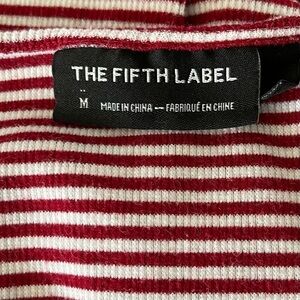 THE FIFTH LABEL
M
MADE IN CHINA — FABRIQUÉ EN CHINE